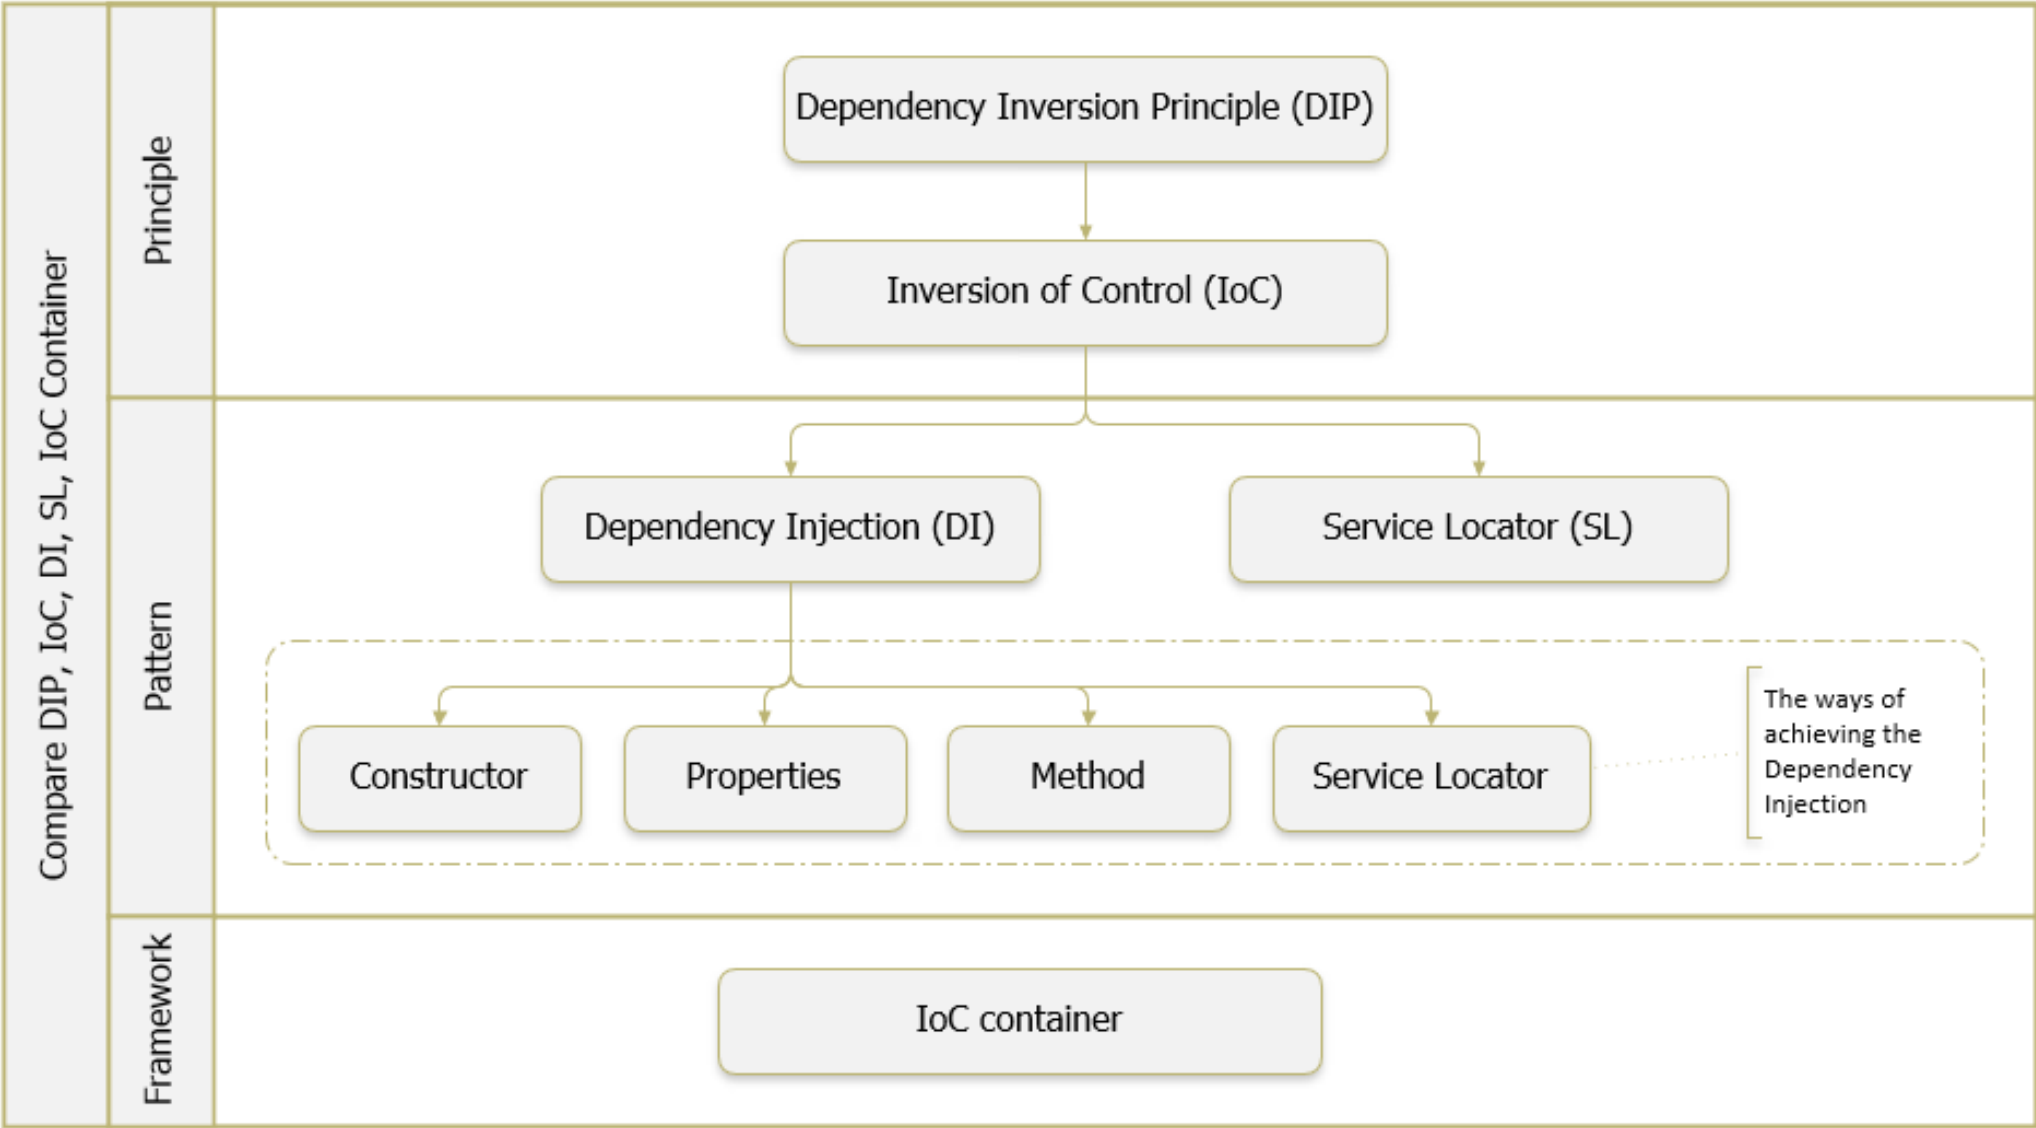 Compare DIP, IoC, DI, SL, IoC Container
Principle
Dependency Inversion Principle (DIP)
Inversion of Control (IoC)
Pattern
Dependency Injection (DI)
Service Locator (SL)
Constructor
Properties
Method
Service Locator
The ways of
achieving the
Dependency
Injection
Framework
IoC container